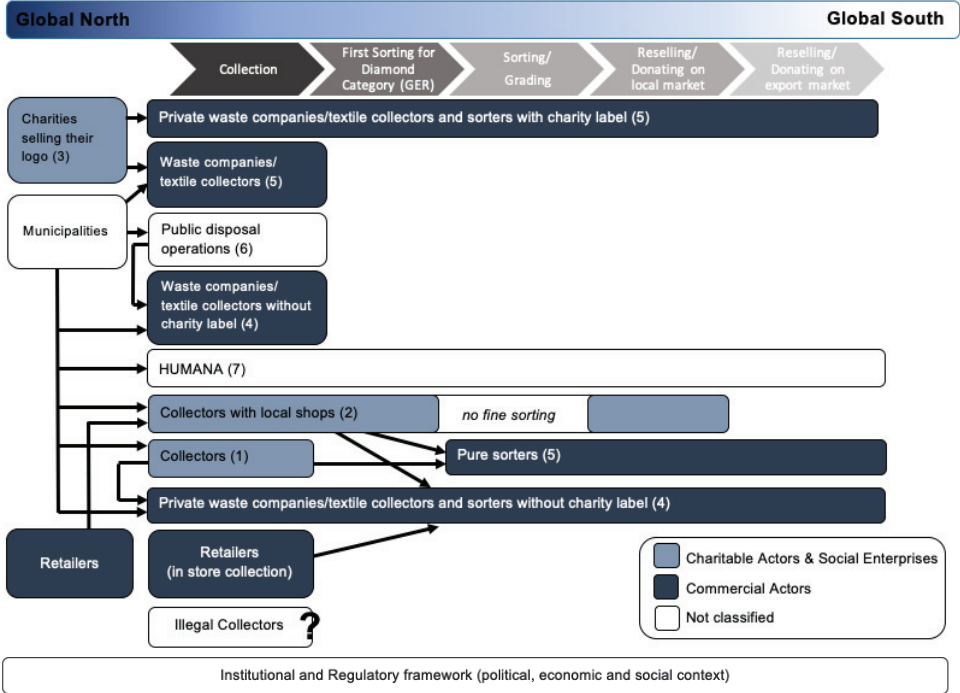 Global North
Global South
Collection
First Sorting for
Diamond
Category (GER)
Sorting/
Grading
Reselling/
Donating on
local market
Reselling/
Donating on
export market
Charities
selling their
logo (3)
Private waste companies/textile collectors and sorters with charity label (5)
Waste companies/
textile collectors (5)
Municipalities
Public disposal
operations (6)
Waste companies/
textile collectors without
charity label (4)
HUMANA (7)
Collectors with local shops (2)
no fine sorting
Collectors (1)
Pure sorters (5)
Private waste companies/textile collectors and sorters without charity label (4)
Retailers
Retailers
(in store collection)
Illegal Collectors ?
Charitable Actors & Social Enterprises
Commercial Actors
Not classified
Institutional and Regulatory framework (political, economic and social context)